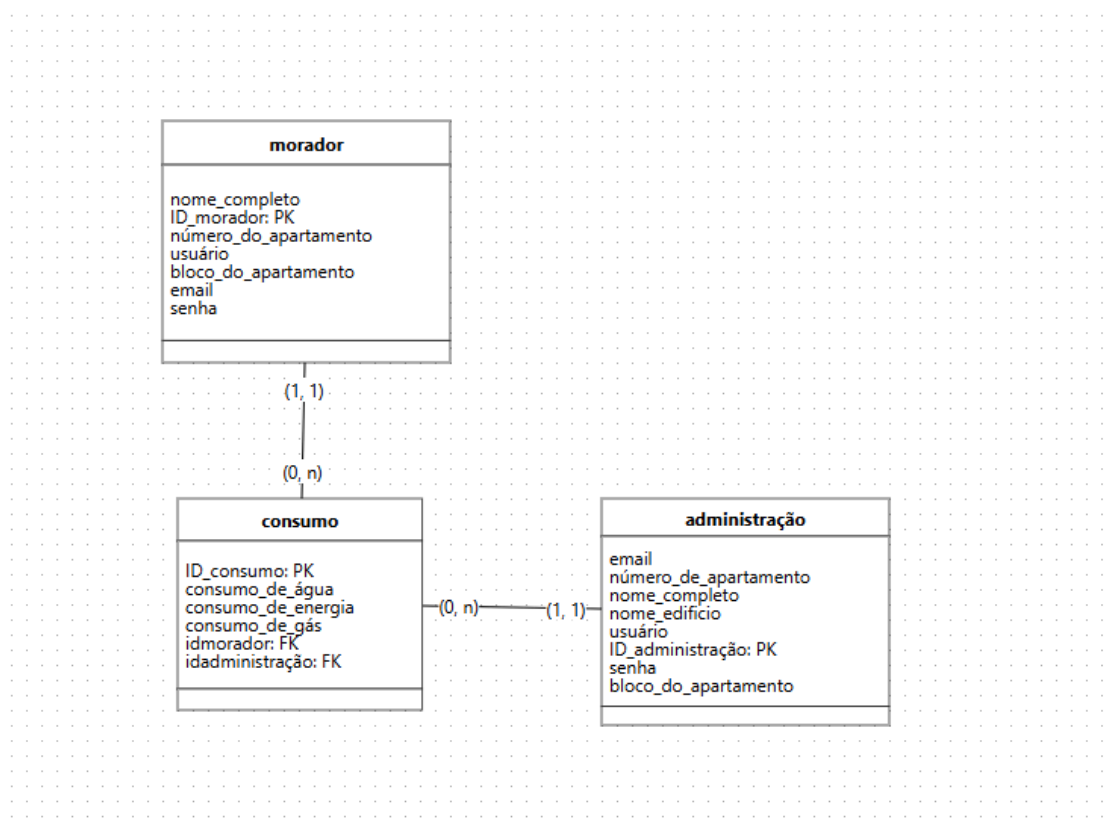 morador
nome_completo
ID_morador: PK
número_do_apartamento
usuário
bloco_do_apartamento
email
senha
(1, 1)
(0, n)
consumo
ID_consumo: PK
consumo_de_água
consumo_de_energia
consumo_de_gás
idmorador: FK
idadministração: FK
(0, n)
(1, 1)
administração
email
número_de_apartamento
nome_completo
nome_edificio
usuário
ID_administração: PK
senha
bloco_do_apartamento